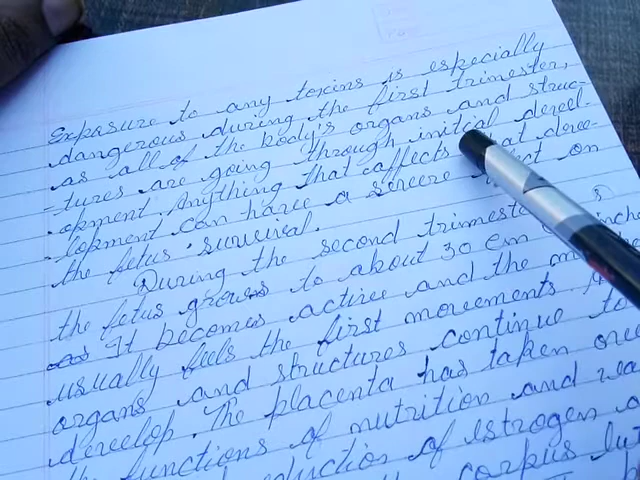 Exposure to any toxins is especially
dangerous during the first trimester,
as all of the body's organs and struc-
-tures are going through initial devel-
-opment. Anything that affects that deve-
lopment can have a severe on
the fetus' survival.
During the second trimester
the fetus grows to about 30 cm inche
It becomes active and the
usually feels the first movements.
organs and structures continue to
develop. The placenta has taken over
the functions of nutrition and
of estrogen
corpus